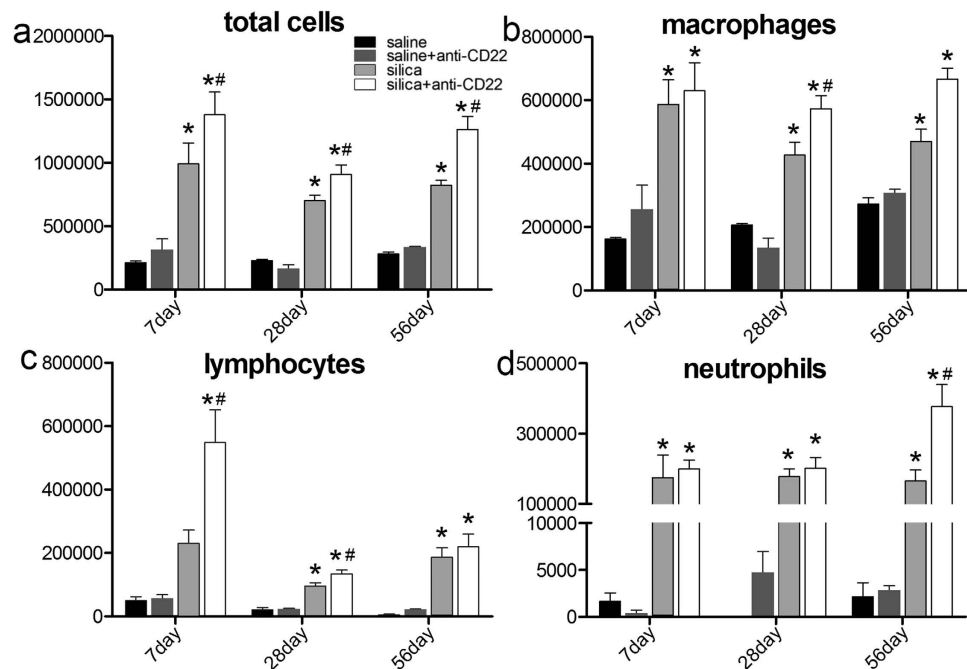 a
total cells
2000000
1500000
1000000
500000
0
saline
saline+anti-CD22
silica
silica+anti-CD22
*
*#
*
*#
*
*#
7day
28day
56day
b
macrophages
800000
600000
400000
200000
0
*
*
*
*#
*
*
7day
28day
56day
c
lymphocytes
800000
600000
400000
200000
0
*#
*
*#
*
*
7day
28day
56day
d
neutrophils
500000
300000
100000
10000
5000
0
*
*
*
*
*
*#
7day
28day
56day